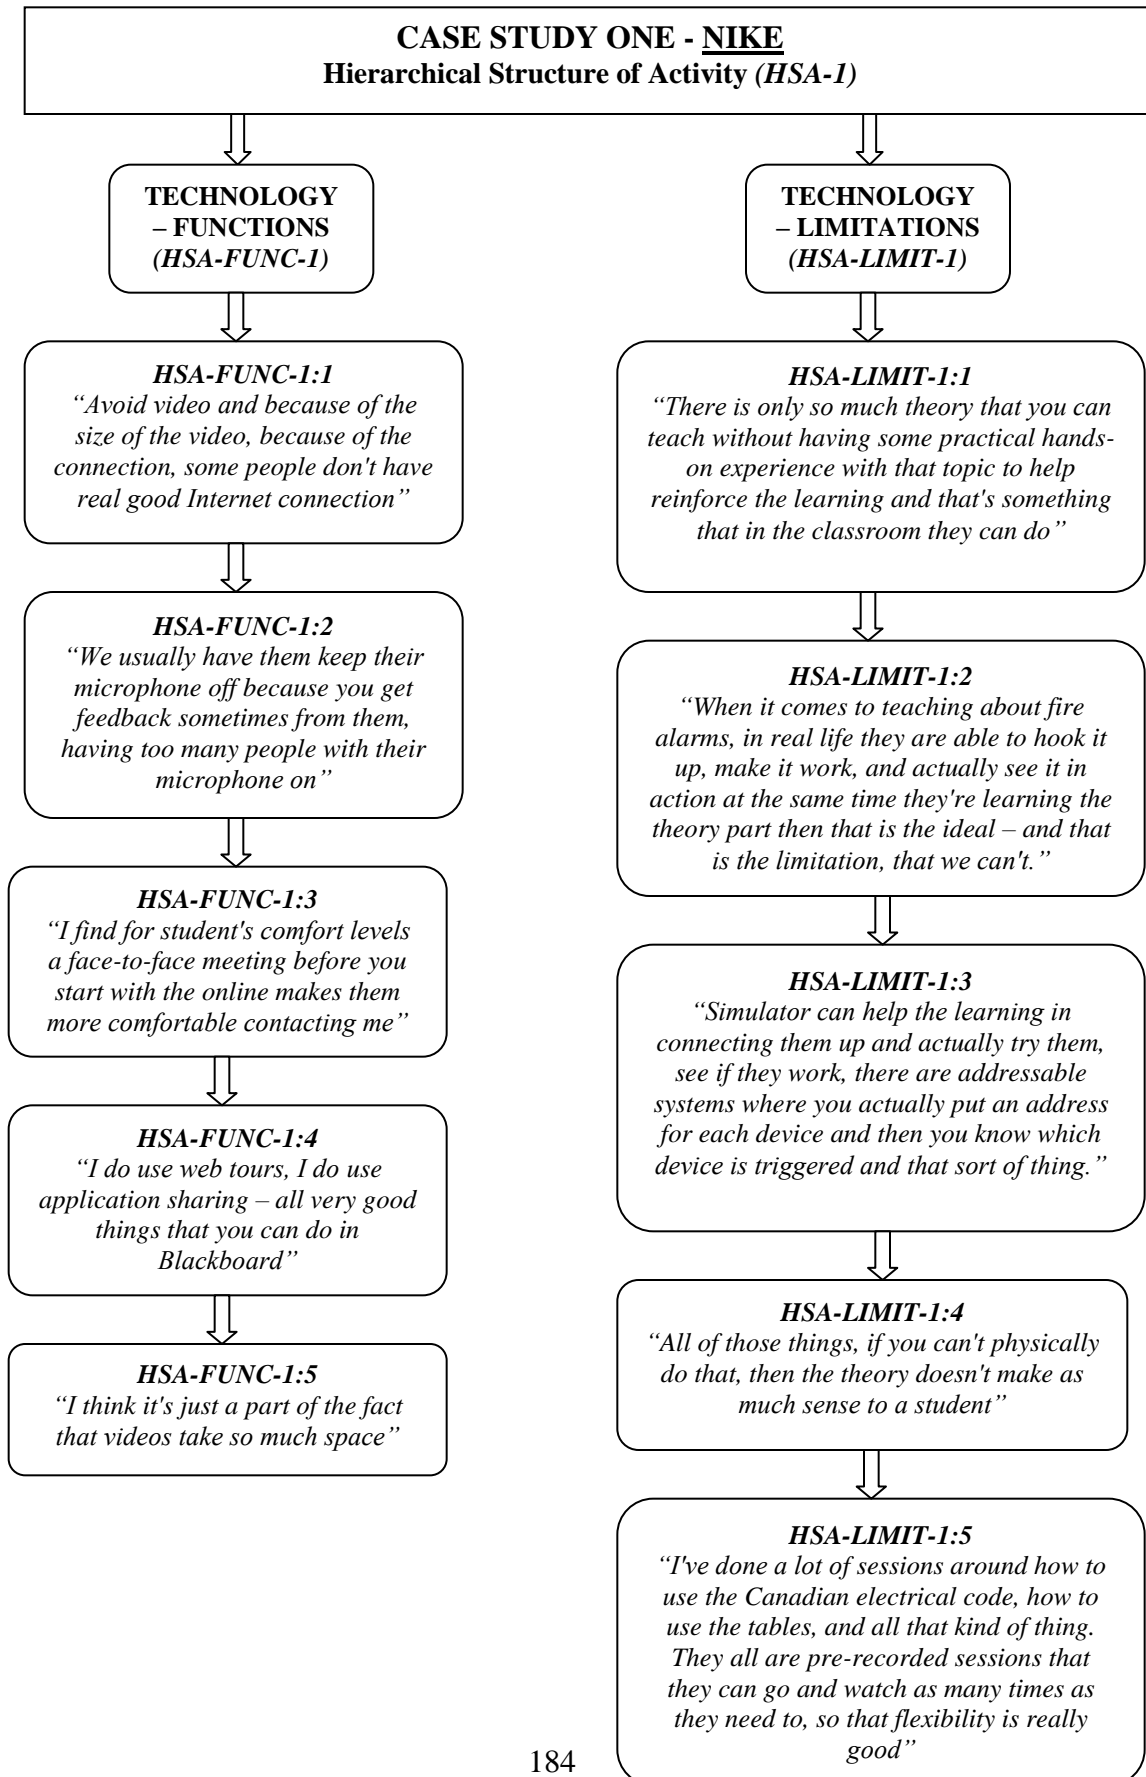 CASE STUDY ONE - NIKE
Hierarchical Structure of Activity (HSA-1)
TECHNOLOGY
– FUNCTIONS
(HSA-FUNC-1)
HSA-FUNC-1:1
“Avoid video and because of the
size of the video, because of the
connection, some people don't have
real good Internet connection”
HSA-FUNC-1:2
“We usually have them keep their
microphone off because you get
feedback sometimes from them,
having too many people with their
microphone on”
HSA-FUNC-1:3
“I find for student's comfort levels
a face-to-face meeting before you
start with the online makes them
more comfortable contacting me”
HSA-FUNC-1:4
“I do use web tours, I do use
application sharing – all very good
things that you can do in
Blackboard”
HSA-FUNC-1:5
“I think it's just a part of the fact
that videos take so much space”
TECHNOLOGY
– LIMITATIONS
(HSA-LIMIT-1)
HSA-LIMIT-1:1
“There is only so much theory that you can
teach without having some practical hands-
on experience with that topic to help
reinforce the learning and that's something
that in the classroom they can do”
HSA-LIMIT-1:2
“When it comes to teaching about fire
alarms, in real life they are able to hook it
up, make it work, and actually see it in
action at the same time they're learning the
theory part then that is the ideal – and that
is the limitation, that we can't.”
HSA-LIMIT-1:3
“Simulator can help the learning in
connecting them up and actually try them,
see if they work, there are addressable
systems where you actually put an address
for each device and then you know which
device is triggered and that sort of thing.”
HSA-LIMIT-1:4
“All of those things, if you can't physically
do that, then the theory doesn't make as
much sense to a student”
HSA-LIMIT-1:5
“I've done a lot of sessions around how to
use the Canadian electrical code, how to
use the tables, and all that kind of thing.
They all are pre-recorded sessions that
they can go and watch as many times as
they need to, so that flexibility is really
good”
184